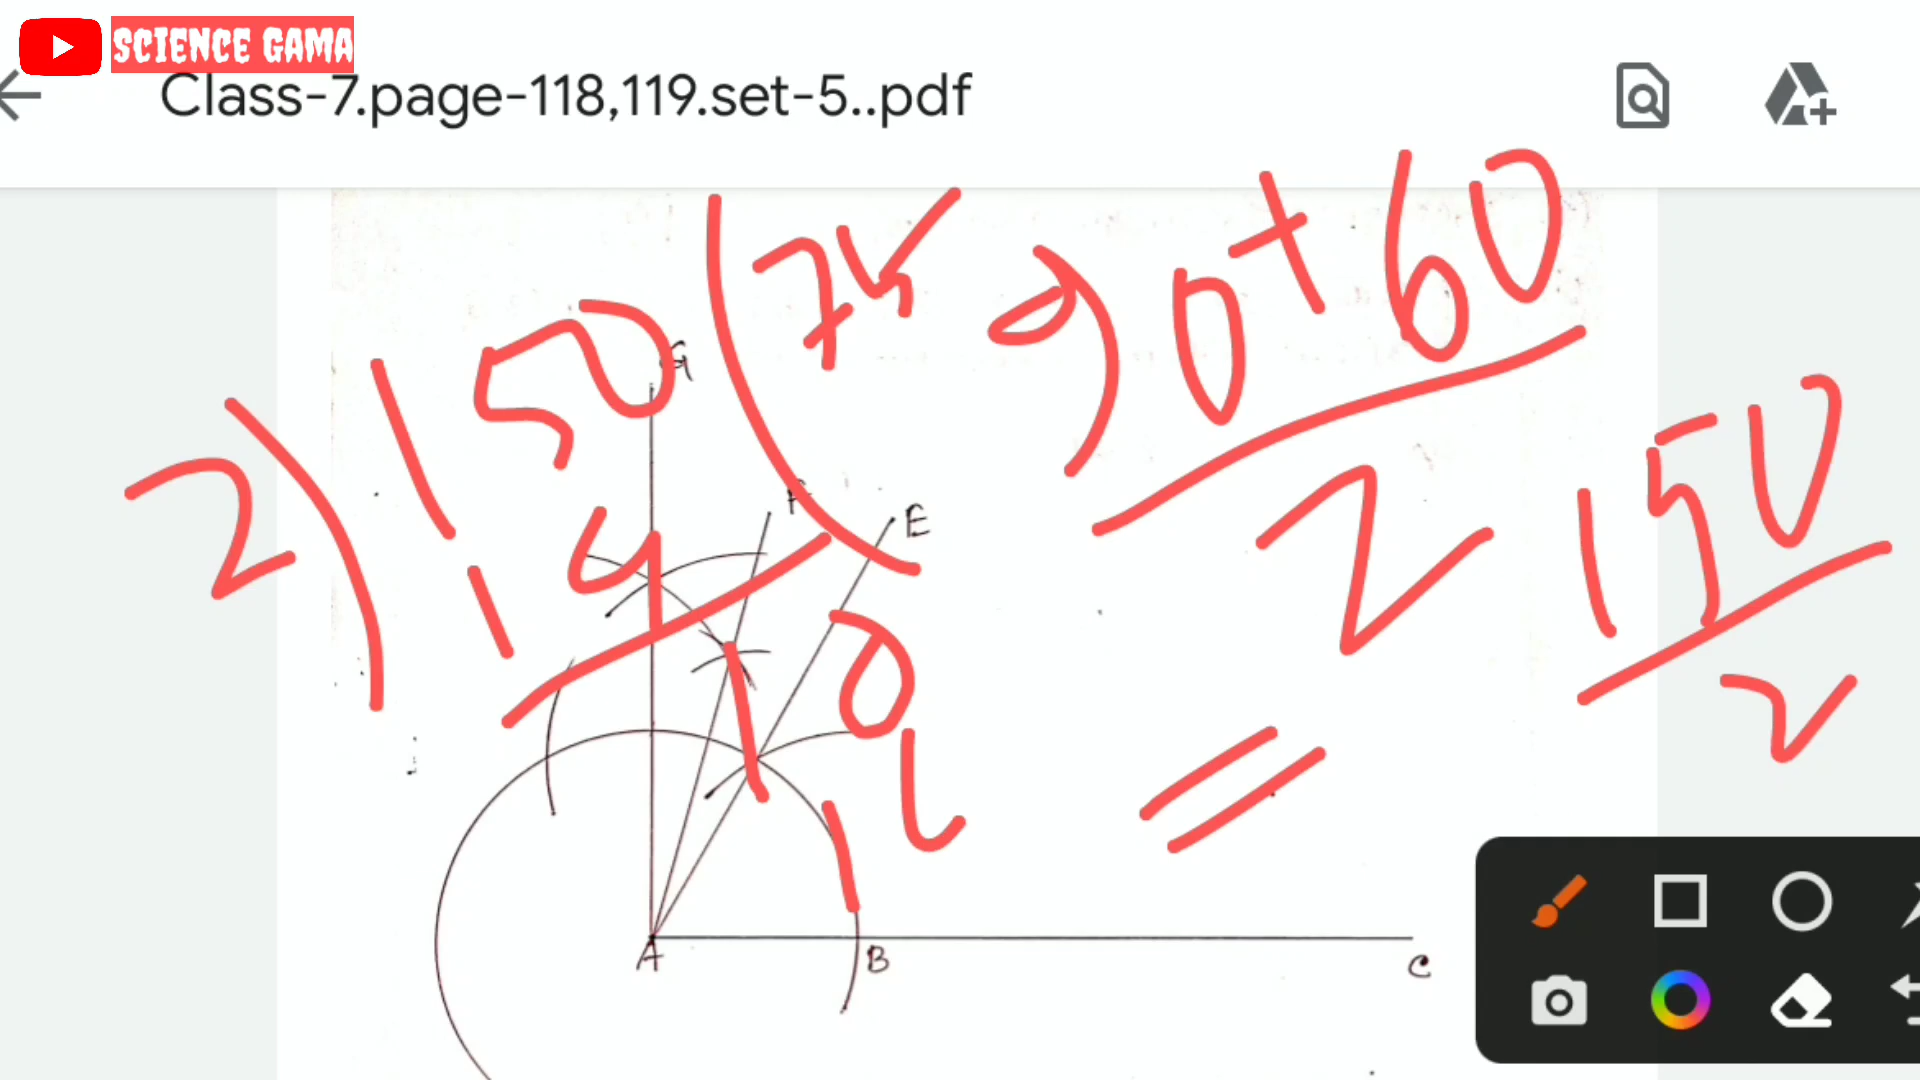 SCIENCE GAMA
Class-7.page-118,119.set-5..pdf
90+60
2
2)150(75
14
10
150
2
=
G
F
E
A
B
C